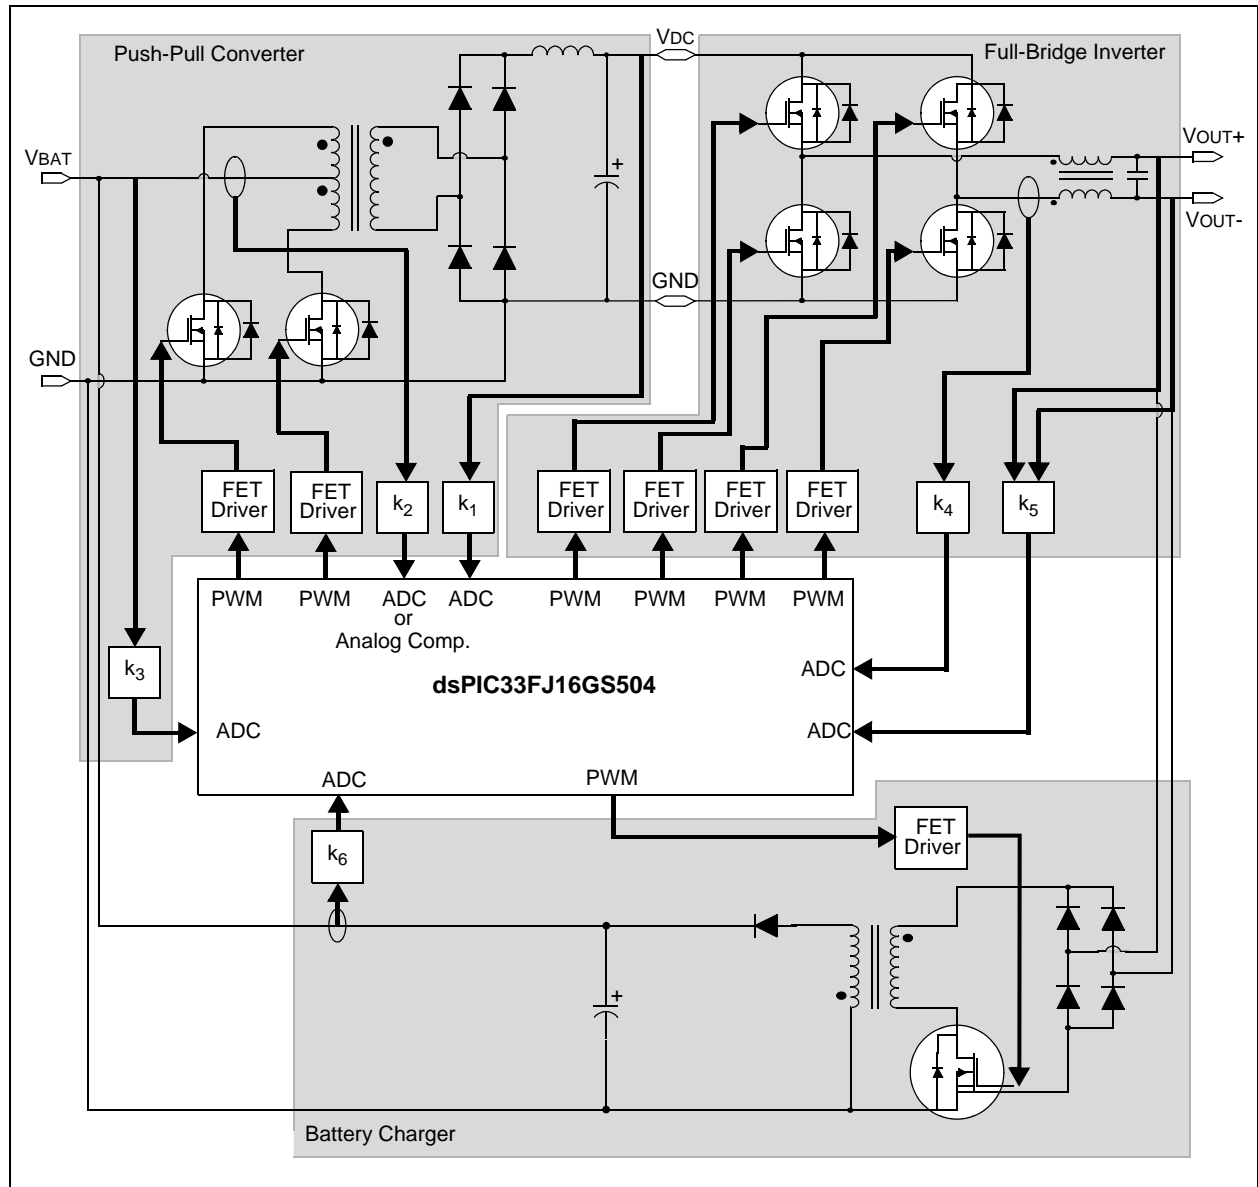 Push-Pull Converter
VDC
Full-Bridge Inverter
VBAT
VOUT+
VOUT-
+
GND
GND
FET
Driver
FET
Driver
k2
k1
FET
Driver
FET
Driver
FET
Driver
FET
Driver
k4
k5
PWM
PWM
ADC
or
Analog Comp.
ADC
PWM
PWM
PWM
PWM
k3
dsPIC33FJ16GS504
ADC
ADC
ADC
ADC
PWM
k6
FET
Driver
+
Battery Charger